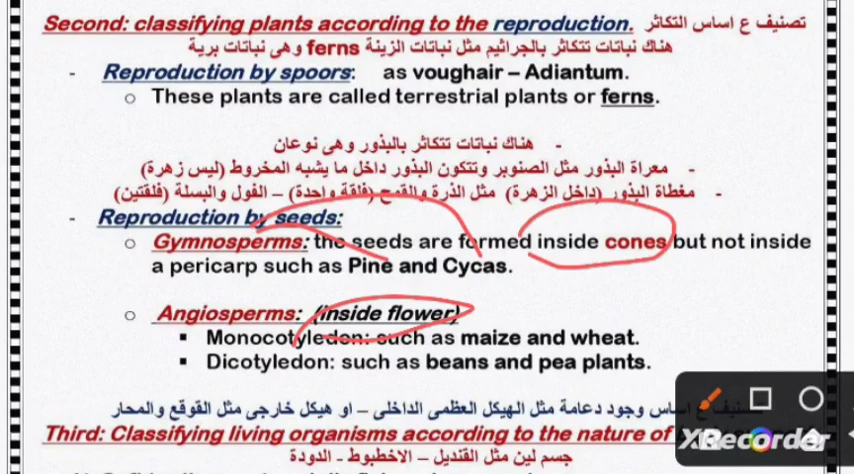 Second: classifying plants according to the reproduction. تصنيف ع اساس التكاثر
هناك نباتات تتكاثر بالجراثيم مثل نباتات الزينة ferns وهى نباتات برية
- Reproduction by spoors: as voughair – Adiantum.
o These plants are called terrestrial plants or ferns.
- هناك نباتات تتكاثر بالبذور وهى نوعان
- معراة البذور مثل الصنوبر وتتكون البذور داخل ما يشبه المخروط (ليس زهرة)
- مغطاة البذور (داخل الزهرة) مثل الذرة والقمح (فلقة واحدة) – الفول والبسلة (فلقتين)
- Reproduction by seeds:
o Gymnosperms: the seeds are formed inside cones but not inside
a pericarp such as Pine and Cycas.
o Angiosperms: (inside flower)
▪ Monocotyledon: such as maize and wheat.
▪ Dicotyledon: such as beans and pea plants.
ع اساس وجود دعامة مثل الهيكل العظمى الداخلى – او هيكل خارجى مثل القوقع والمحار
Third: Classifying living organisms according to the nature of
XRecorder
جسم لين مثل القنديل – الاخطبوط - الدودة